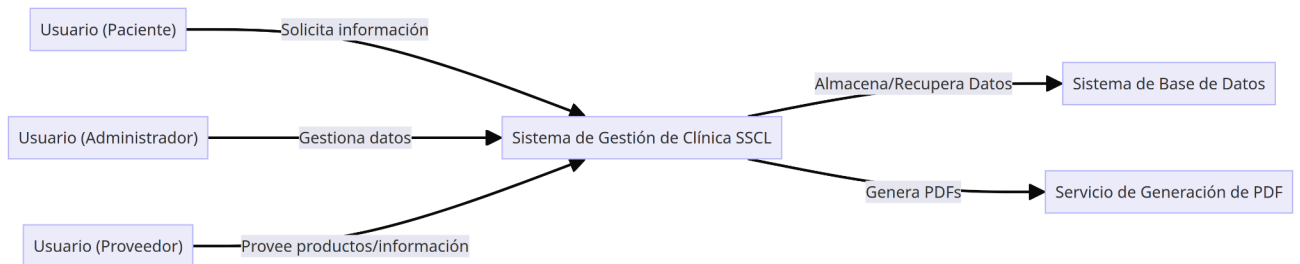 Usuario (Paciente)
Solicita información
Usuario (Administrador)
Gestiona datos
Usuario (Proveedor)
Provee productos/información
Sistema de Gestión de Clínica SSCL
Almacena/Recupera Datos
Sistema de Base de Datos
Genera PDFs
Servicio de Generación de PDF